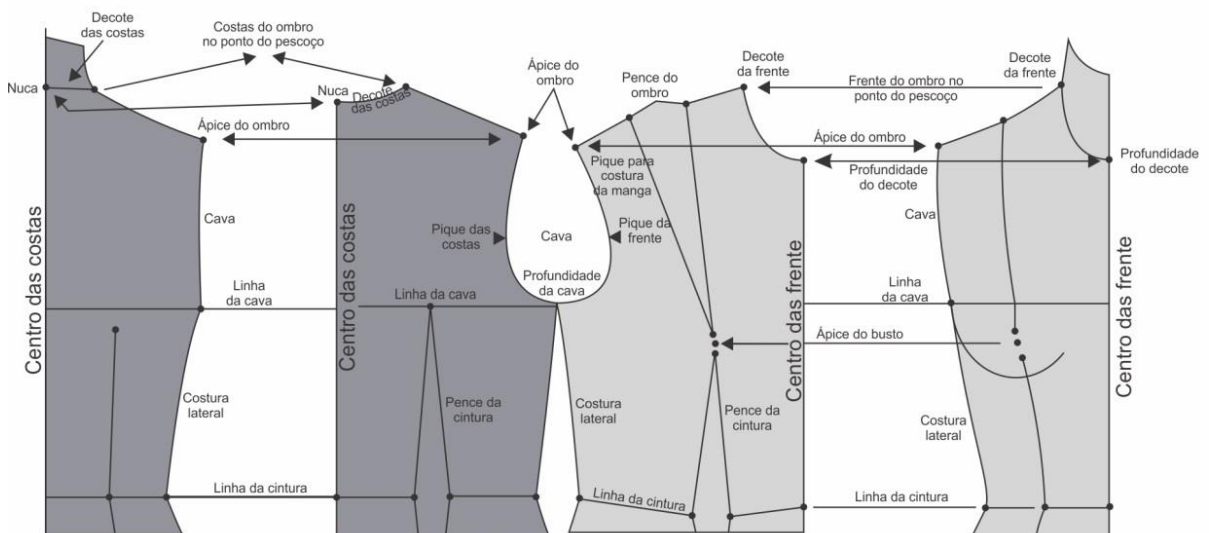 Decote
das costas
Costas do ombro
no ponto do pescoço
Ápice do
ombro
Pence do
ombro
Decote
da frente
Frente do ombro no
ponto do pescoço
Decote
da frente
Nuca
Nuca
Decote
das costas
Ápice do ombro
Ápice do ombro
Pique para
costura
da manga
Profundidade
do decote
Profundidade
do decote
Cava
Pique das
costas
Cava
Pique da
frente
Cava
Profundidade
da cava
Linha
da cava
Linha da cava
Linha
da cava
Centro das costas
Centro das costas
Centro das frente
Centro das frente
Ápice do busto
Costura
lateral
Pence da
cintura
Costura
lateral
Pence da
cintura
Costura
lateral
Linha da cintura
Linha da cintura
Linha da cintura